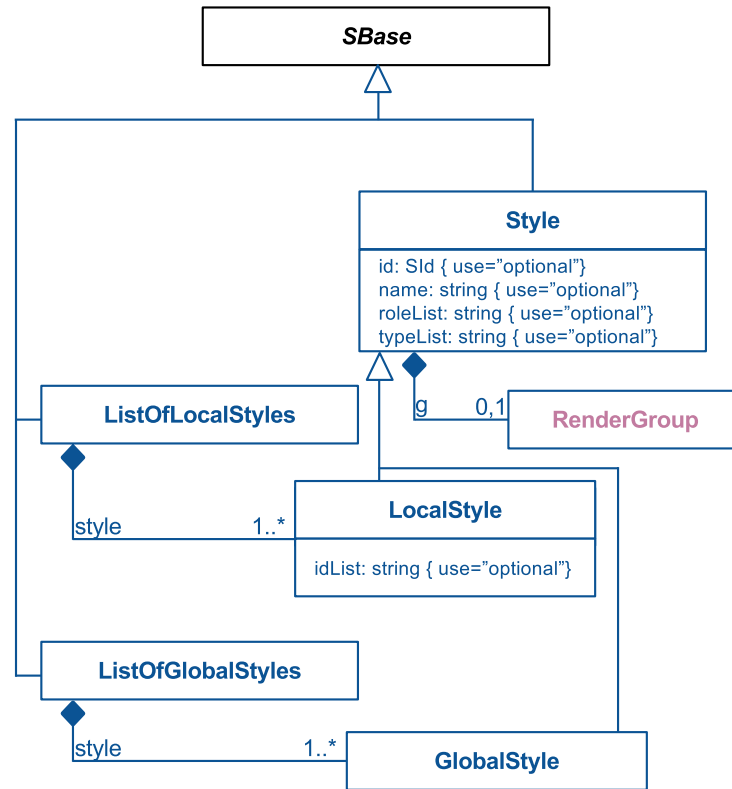 SBase
Style
id: SId { use=”optional”}
name: string { use=”optional”}
roleList: string { use=”optional”}
typeList: string { use=”optional”}
ListOfLocalStyles
g 0,1
RenderGroup
LocalStyle
style 1..*
idList: string { use=”optional”}
ListOfGlobalStyles
style 1..*
GlobalStyle